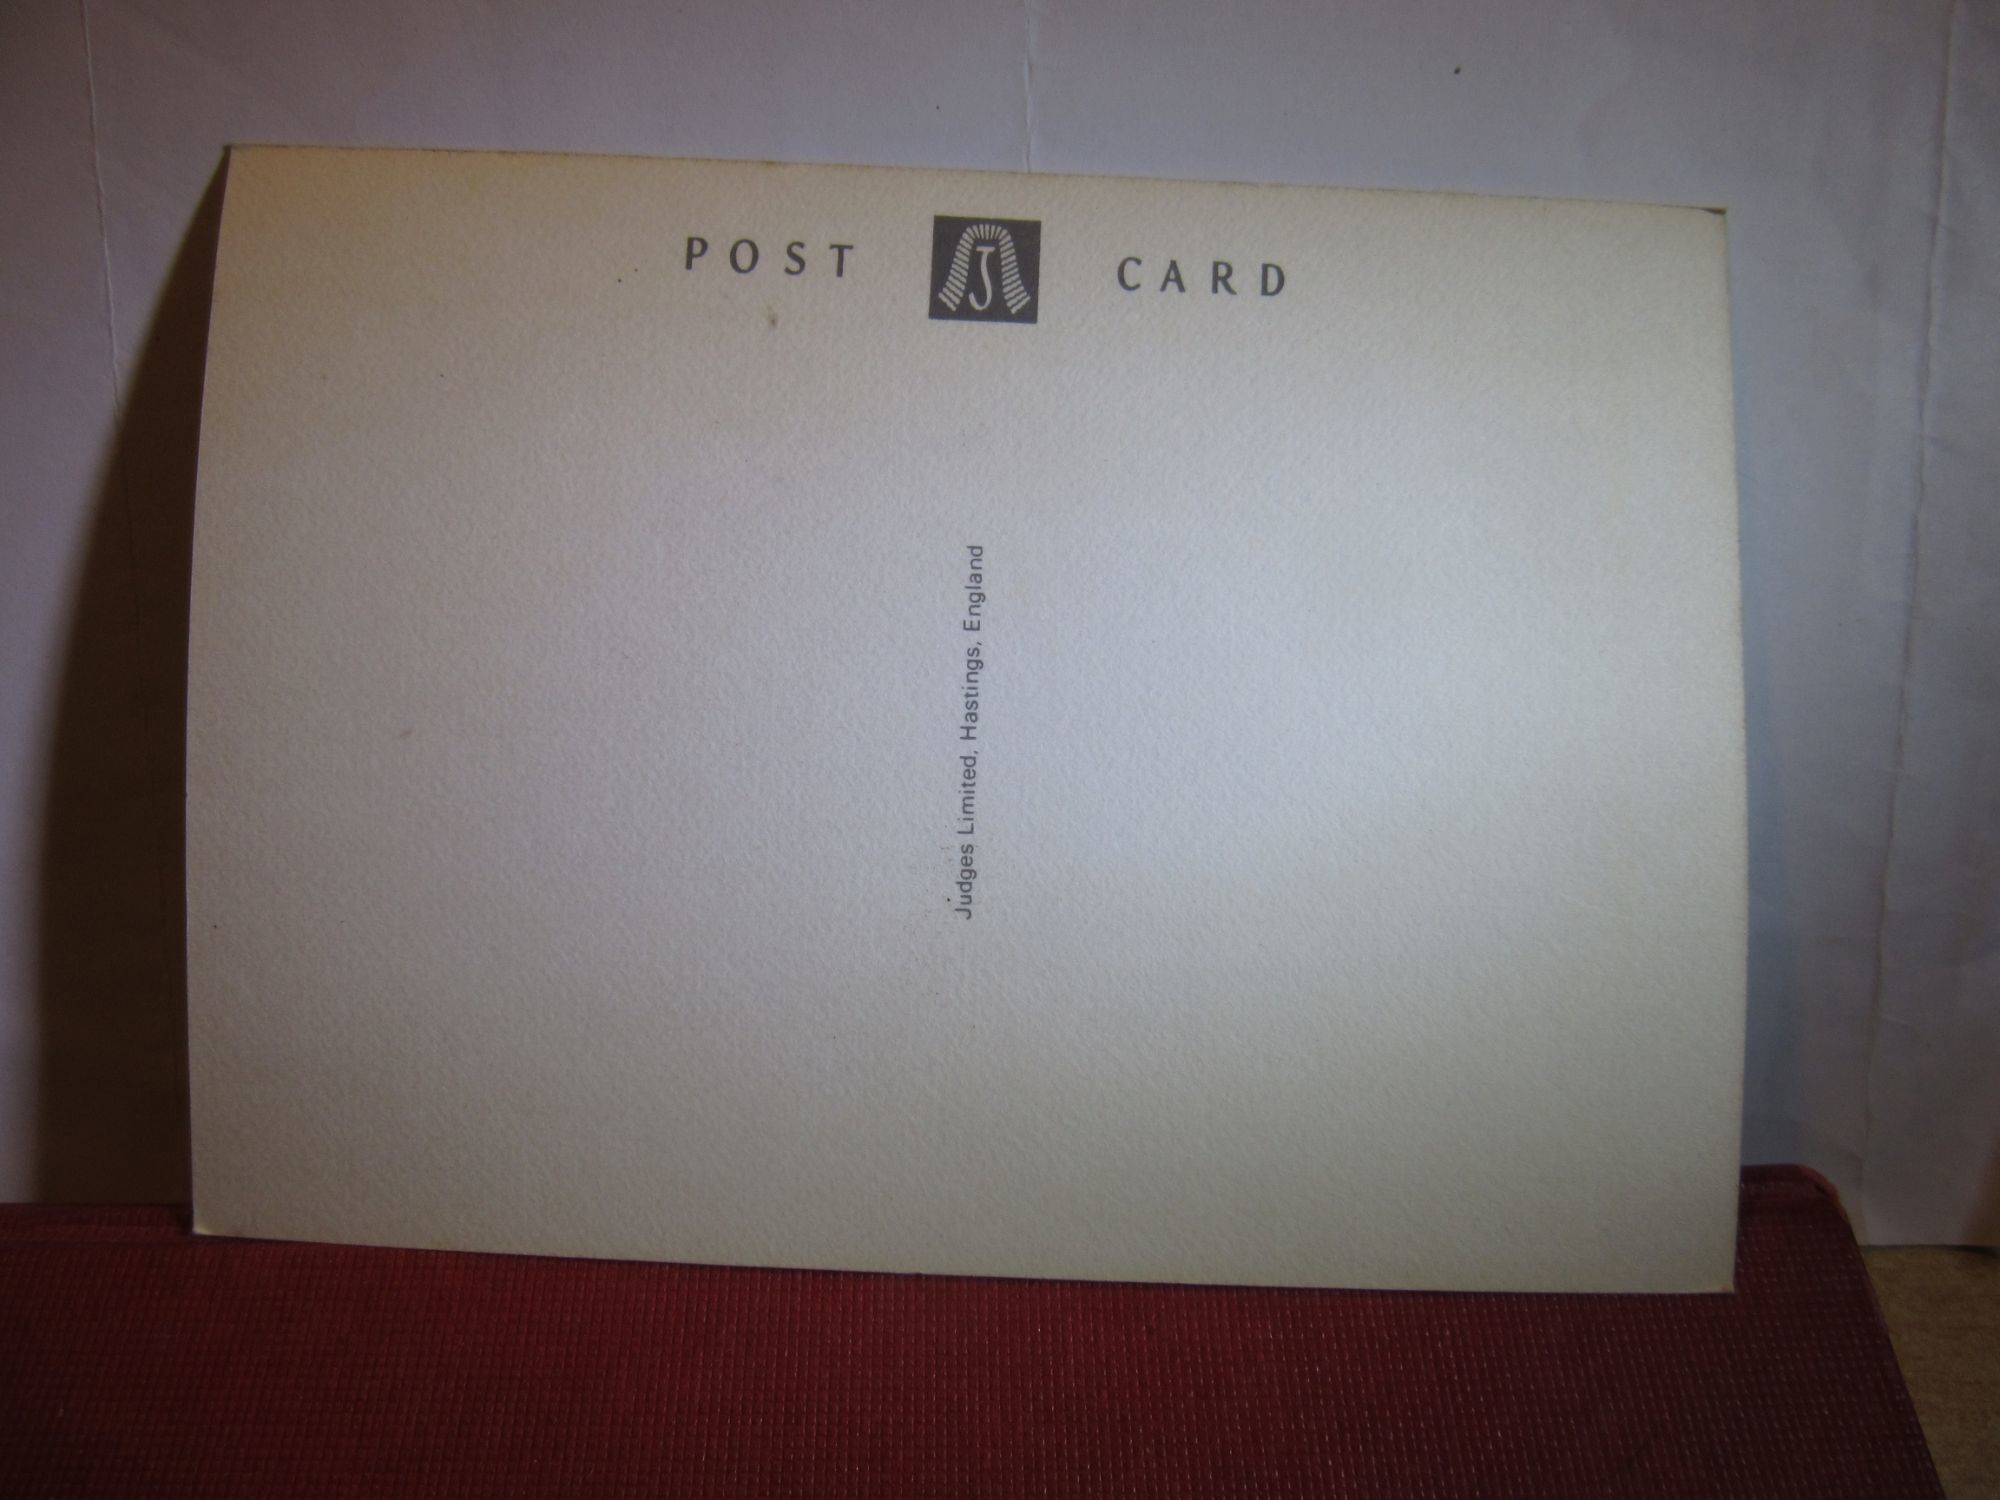 POST J CARD
Judges Limited, Hastings, England